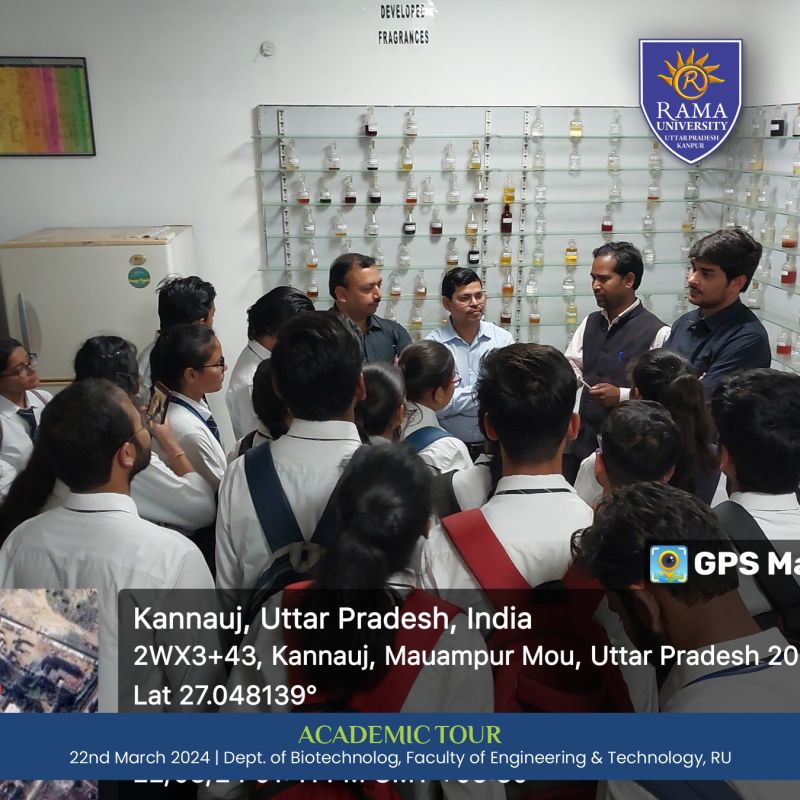 DEVELOPED
FRAGRANCES
RAMA
UNIVERSITY
UTTAR PRADESH
KANPUR
GPS Ma
Kannauj, Uttar Pradesh, India
2WX3+43, Kannauj, Mauampur Mou, Uttar Pradesh 20
Lat 27.048139°
ACADEMIC TOUR
22nd March 2024 | Dept. of Biotechnolog, Faculty of Engineering & Technology, RU